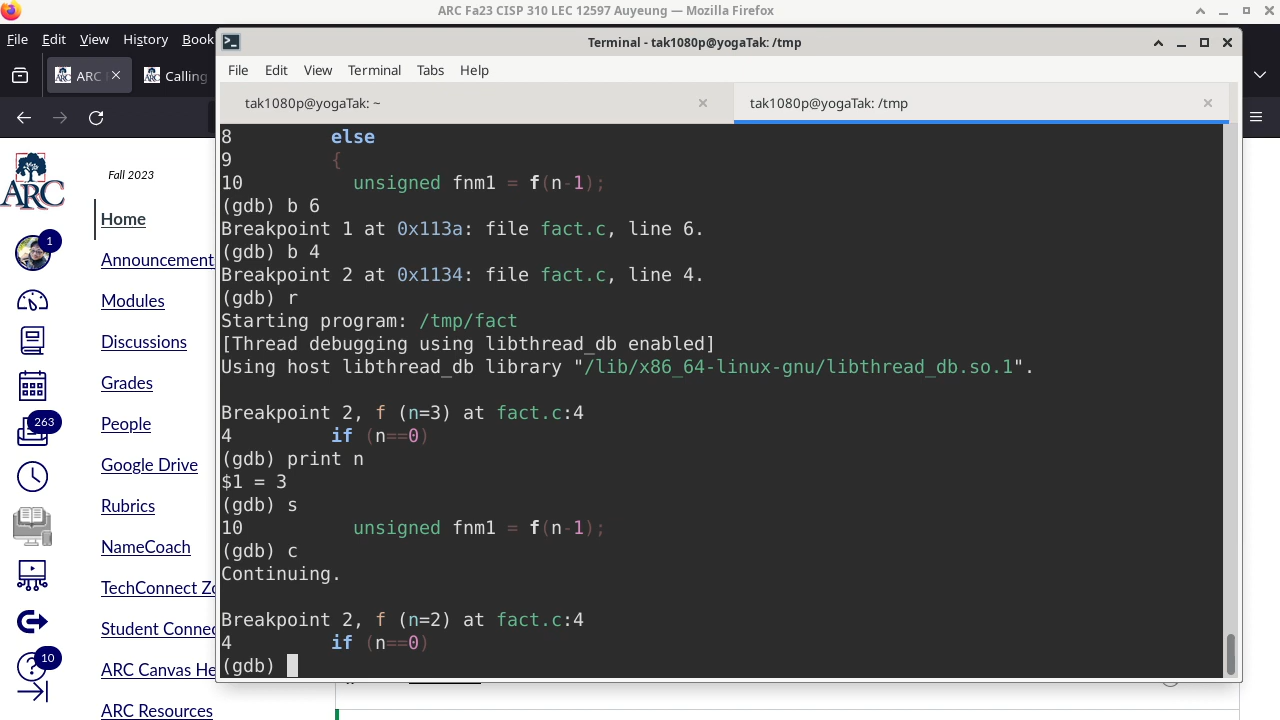 ARC Fa23 CISP 310 LEC 12597 Auyeung — Mozilla Firefox
File Edit View History Book
Terminal - tak1080p@yogaTak: /tmp
ARC
Calling
File Edit View Terminal Tabs Help
tak1080p@yogaTak: ~
tak1080p@yogaTak: /tmp
8 else
9 {
10 unsigned fnm1 = f(n-1);
(gdb) b 6
Breakpoint 1 at 0x113a: file fact.c, line 6.
(gdb) b 4
Breakpoint 2 at 0x1134: file fact.c, line 4.
(gdb) r
Starting program: /tmp/fact
[Thread debugging using libthread_db enabled]
Using host libthread_db library "/lib/x86_64-linux-gnu/libthread_db.so.1".
Breakpoint 2, f (n=3) at fact.c:4
4 if (n==0)
(gdb) print n
$1 = 3
(gdb) s
10 unsigned fnm1 = f(n-1);
(gdb) c
Continuing.
Breakpoint 2, f (n=2) at fact.c:4
4 if (n==0)
(gdb)
ARC
1
263
10
Fall 2023
Home
Announcement
Modules
Discussions
Grades
People
Google Drive
Rubrics
NameCoach
TechConnect Zo
Student Connec
ARC Canvas He
ARC Resources